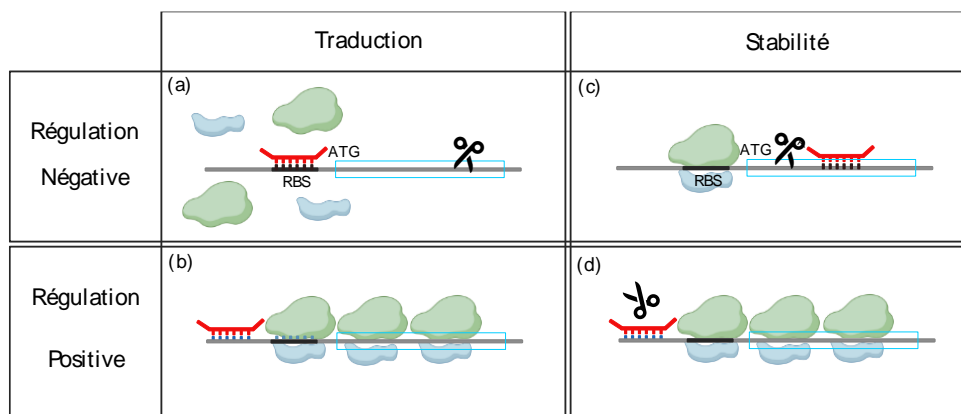 Traduction
Stabilité
Régulation
Négative
(a)
ATG
RBS
(c)
ATG
RBS
Régulation
Positive
(b)
(d)